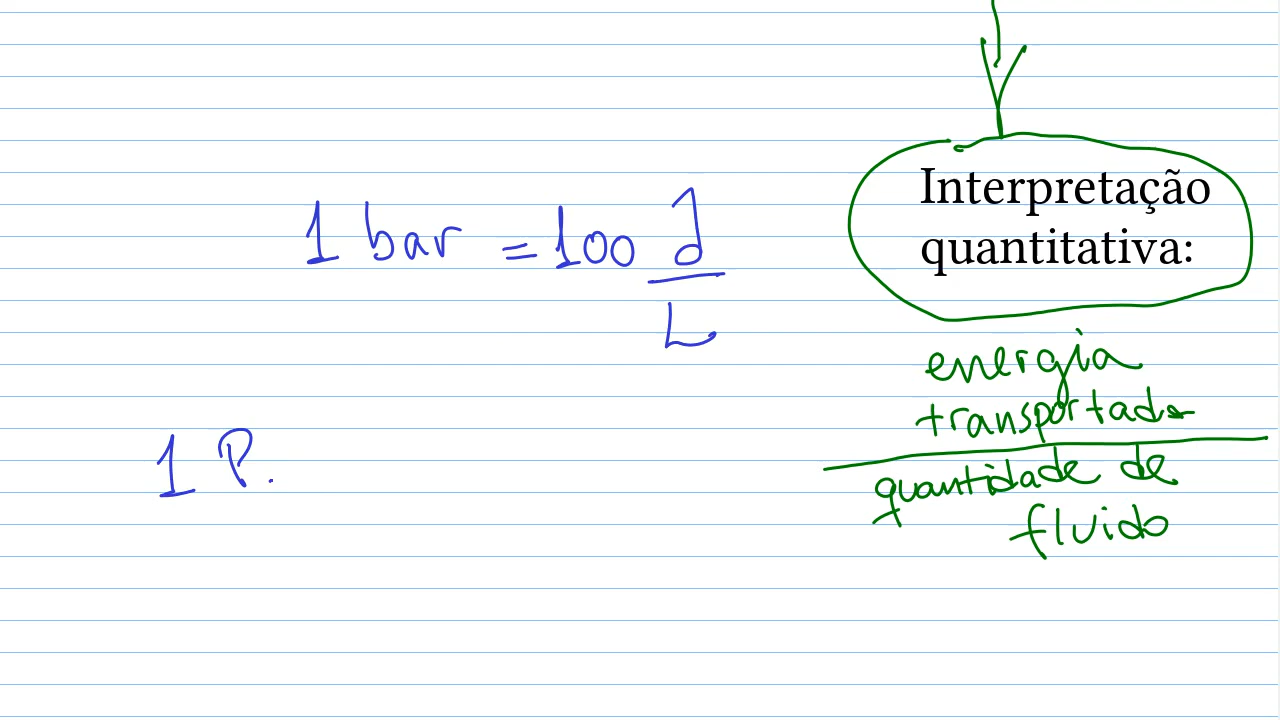 Interpretação
quantitativa:
1 bar = 100 J
L
energia
transportada
quantidade de
fluido
1 P.